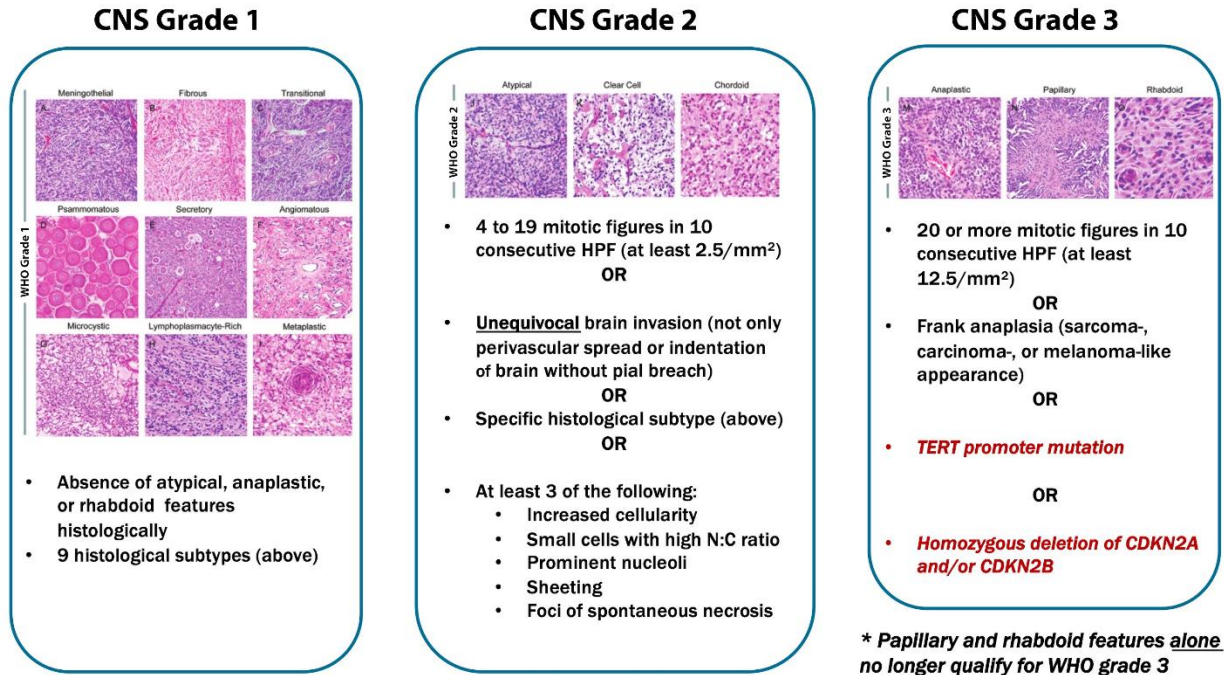 CNS Grade 1
WHO Grade 1
Meningothelial
Fibrous
Transitional
A
B
C
Psammomatous
Secretory
Angiomatous
D
E
F
Microcystic
Lymphoplasmacyte-Rich
Metaplastic
H
• Absence of atypical, anaplastic,
or rhabdoid features
histologically
• 9 histological subtypes (above)
CNS Grade 2
WHO Grade 2
Atypical
Clear Cell
Chordoid
K
• 4 to 19 mitotic figures in 10
consecutive HPF (at least 2.5/mm²)
OR
• Unequivocal brain invasion (not only
perivascular spread or indentation
of brain without pial breach)
OR
• Specific histological subtype (above)
OR
• At least 3 of the following:
• Increased cellularity
• Small cells with high N:C ratio
• Prominent nucleoli
• Sheeting
• Foci of spontaneous necrosis
CNS Grade 3
WHO Grade 3
Anaplastic
Papillary
Rhabdoid
M
N
• 20 or more mitotic figures in 10
consecutive HPF (at least
12.5/mm²)
OR
• Frank anaplasia (sarcoma-,
carcinoma-, or melanoma-like
appearance)
OR
• TERT promoter mutation
OR
• Homozygous deletion of CDKN2A
and/or CDKN2B
* Papillary and rhabdoid features alone
no longer qualify for WHO grade 3